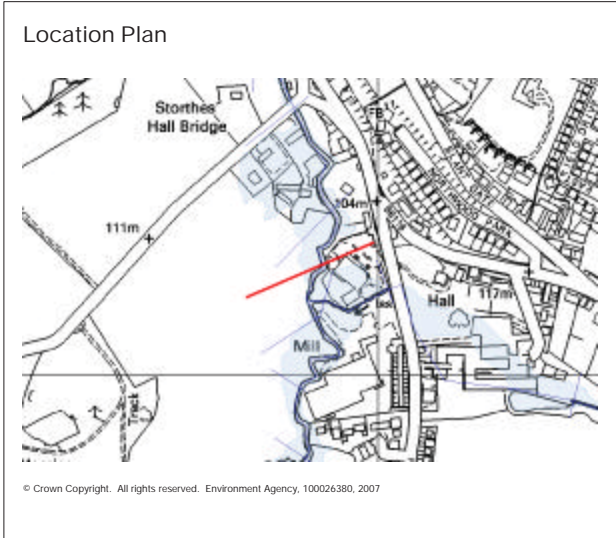 Location Plan
Storthes
Hall Bridge
FB
104m
111m
Hall
117m
Mill
Track
© Crown Copyright. All rights reserved. Environment Agency, 100026380, 2007